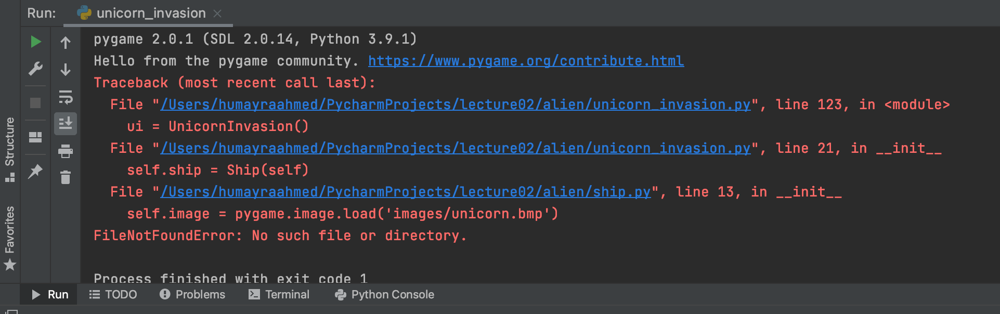 Run: unicorn_invasion
pygame 2.0.1 (SDL 2.0.14, Python 3.9.1)
Hello from the pygame community. https://www.pygame.org/contribute.html
Traceback (most recent call last):
  File "/Users/humayraahmed/PycharmProjects/lecture02/alien/unicorn_invasion.py", line 123, in <module>
    ui = UnicornInvasion()
  File "/Users/humayraahmed/PycharmProjects/lecture02/alien/unicorn_invasion.py", line 21, in __init__
    self.ship = Ship(self)
  File "/Users/humayraahmed/PycharmProjects/lecture02/alien/ship.py", line 13, in __init__
    self.image = pygame.image.load('images/unicorn.bmp')
FileNotFoundError: No such file or directory.
Process finished with exit code 1
Structure
Favorites
Run TODO Problems Terminal Python Console